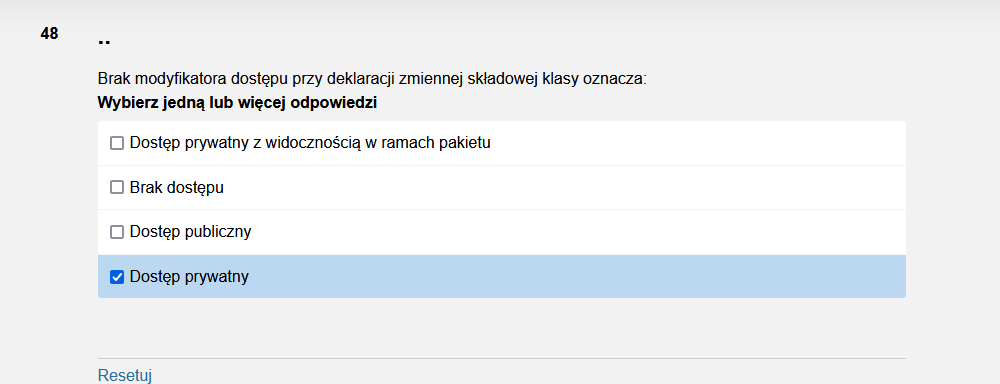 48
..
Brak modyfikatora dostępu przy deklaracji zmiennej składowej klasy oznacza:
Wybierz jedną lub więcej odpowiedzi
Dostęp prywatny z widocznością w ramach pakietu
Brak dostępu
Dostęp publiczny
Dostęp prywatny
Resetuj